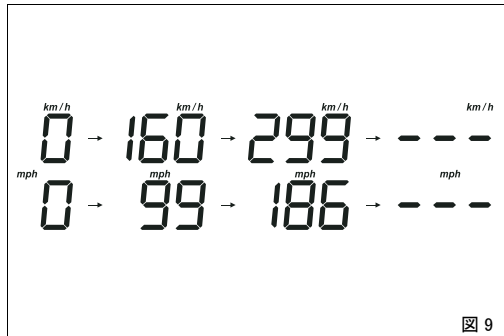 km/h km/h km/h km/h
0 → 160 → 299 → ---
mph mph mph mph
0 → 99 → 186 → ---
図 9